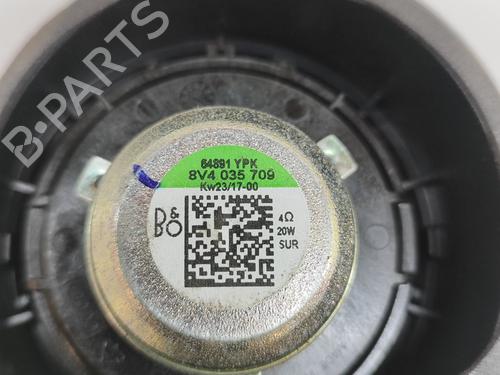 B-PARTS
64891 YPK
8V4 035 709
Kw23/17-00
B&O
4Ω
20W
SUR